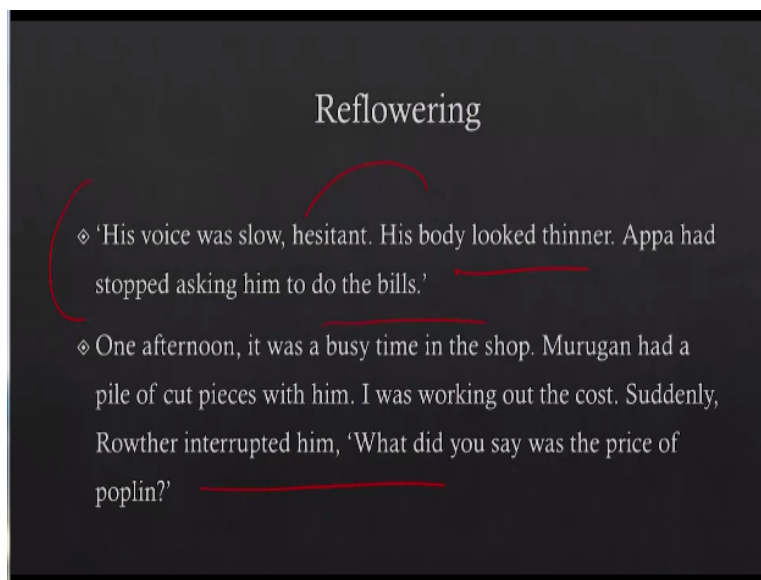 Reflowering
‘His voice was slow, hesitant. His body looked thinner. Appa had
stopped asking him to do the bills.’
One afternoon, it was a busy time in the shop. Murugan had a
pile of cut pieces with him. I was working out the cost. Suddenly,
Rowther interrupted him, ‘What did you say was the price of
poplin?’